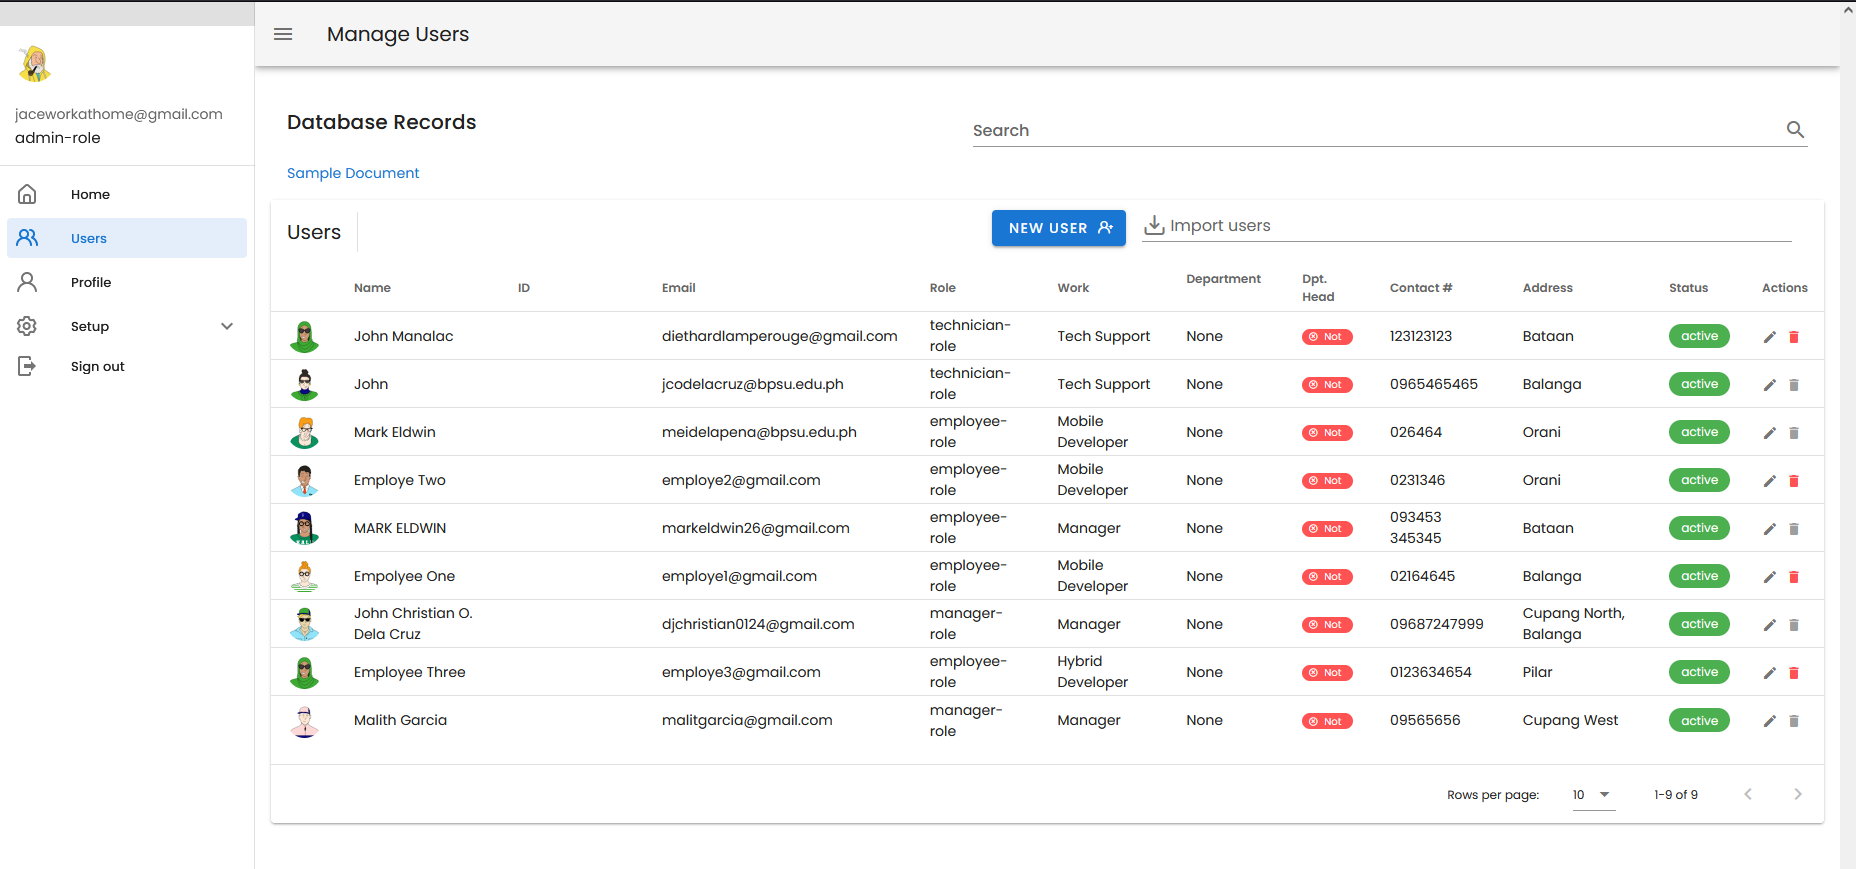 Manage Users
jaceworkathome@gmail.com
admin-role
Home
Users
Profile
Setup
Sign out
Database Records
Search
Sample Document
Users
NEW USER
Import users
Name ID Email Role Work Department Dpt. Head Contact # Address Status Actions
John Manalac diethardlamperouge@gmail.com technician-role Tech Support None Not 123123123 Bataan active
John jcodelacruz@bpsu.edu.ph technician-role Tech Support None Not 0965465465 Balanga active
Mark Eldwin meidelapena@bpsu.edu.ph employee-role Mobile Developer None Not 026464 Orani active
Employe Two employe2@gmail.com employee-role Mobile Developer None Not 0231346 Orani active
MARK ELDWIN markeldwin26@gmail.com employee-role Manager None Not 093453 345345 Bataan active
Empolyee One employe1@gmail.com employee-role Mobile Developer None Not 02164645 Balanga active
John Christian O. Dela Cruz djchristian0124@gmail.com manager-role Manager None Not 09687247999 Cupang North, Balanga active
Employee Three employe3@gmail.com employee-role Hybrid Developer None Not 0123634654 Pilar active
Malith Garcia malitgarcia@gmail.com manager-role Manager None Not 09565656 Cupang West active
Rows per page: 10 1-9 of 9